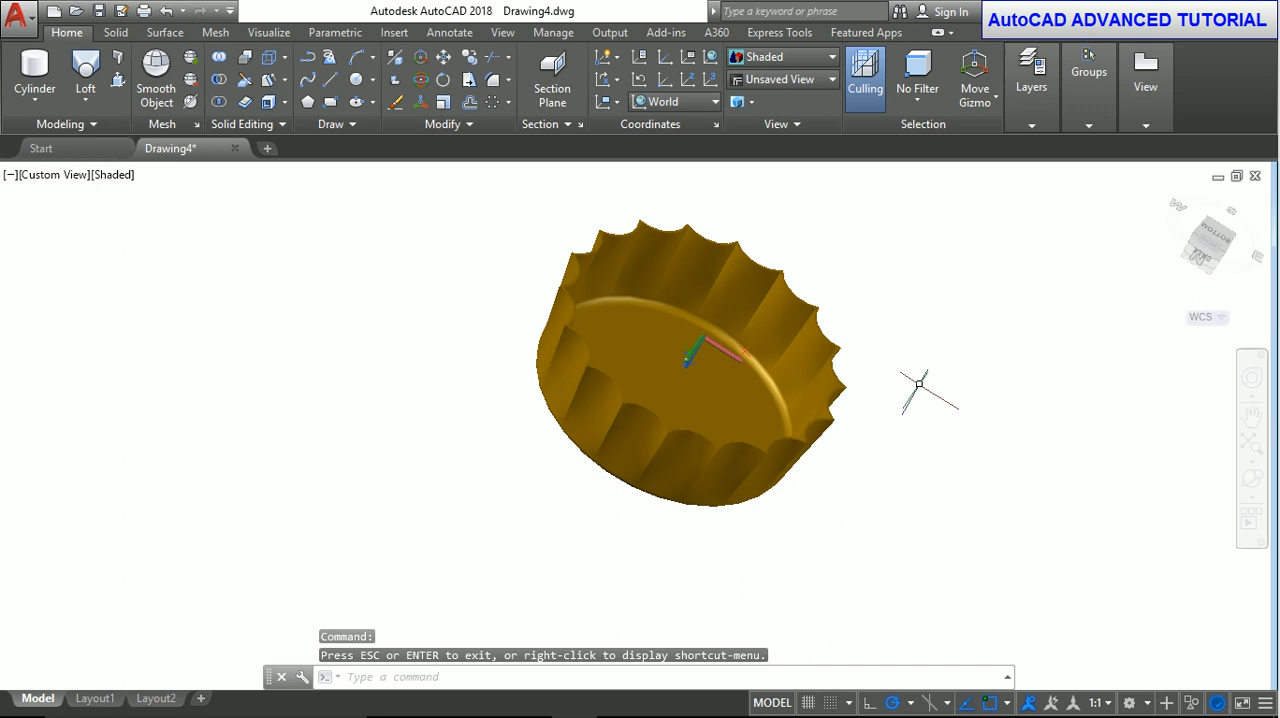 Autodesk AutoCAD 2018 Drawing4.dwg
Type a keyword or phrase
Sign In
AutoCAD ADVANCED TUTORIAL
Home Solid Surface Mesh Visualize Parametric Insert Annotate View Manage Output Add-ins A360 Express Tools Featured Apps
Shaded
Unsaved View
World
Cylinder Loft Smooth Object Section Plane Culling No Filter Move Gizmo Layers Groups View
Modeling Mesh Solid Editing Draw Modify Section Coordinates View Selection
Start Drawing4* +
[−][Custom View][Shaded]
W
BOTTOM
E
WCS
Command:
Press ESC or ENTER to exit, or right-click to display shortcut-menu.
Type a command
Model Layout1 Layout2 +
MODEL 1:1